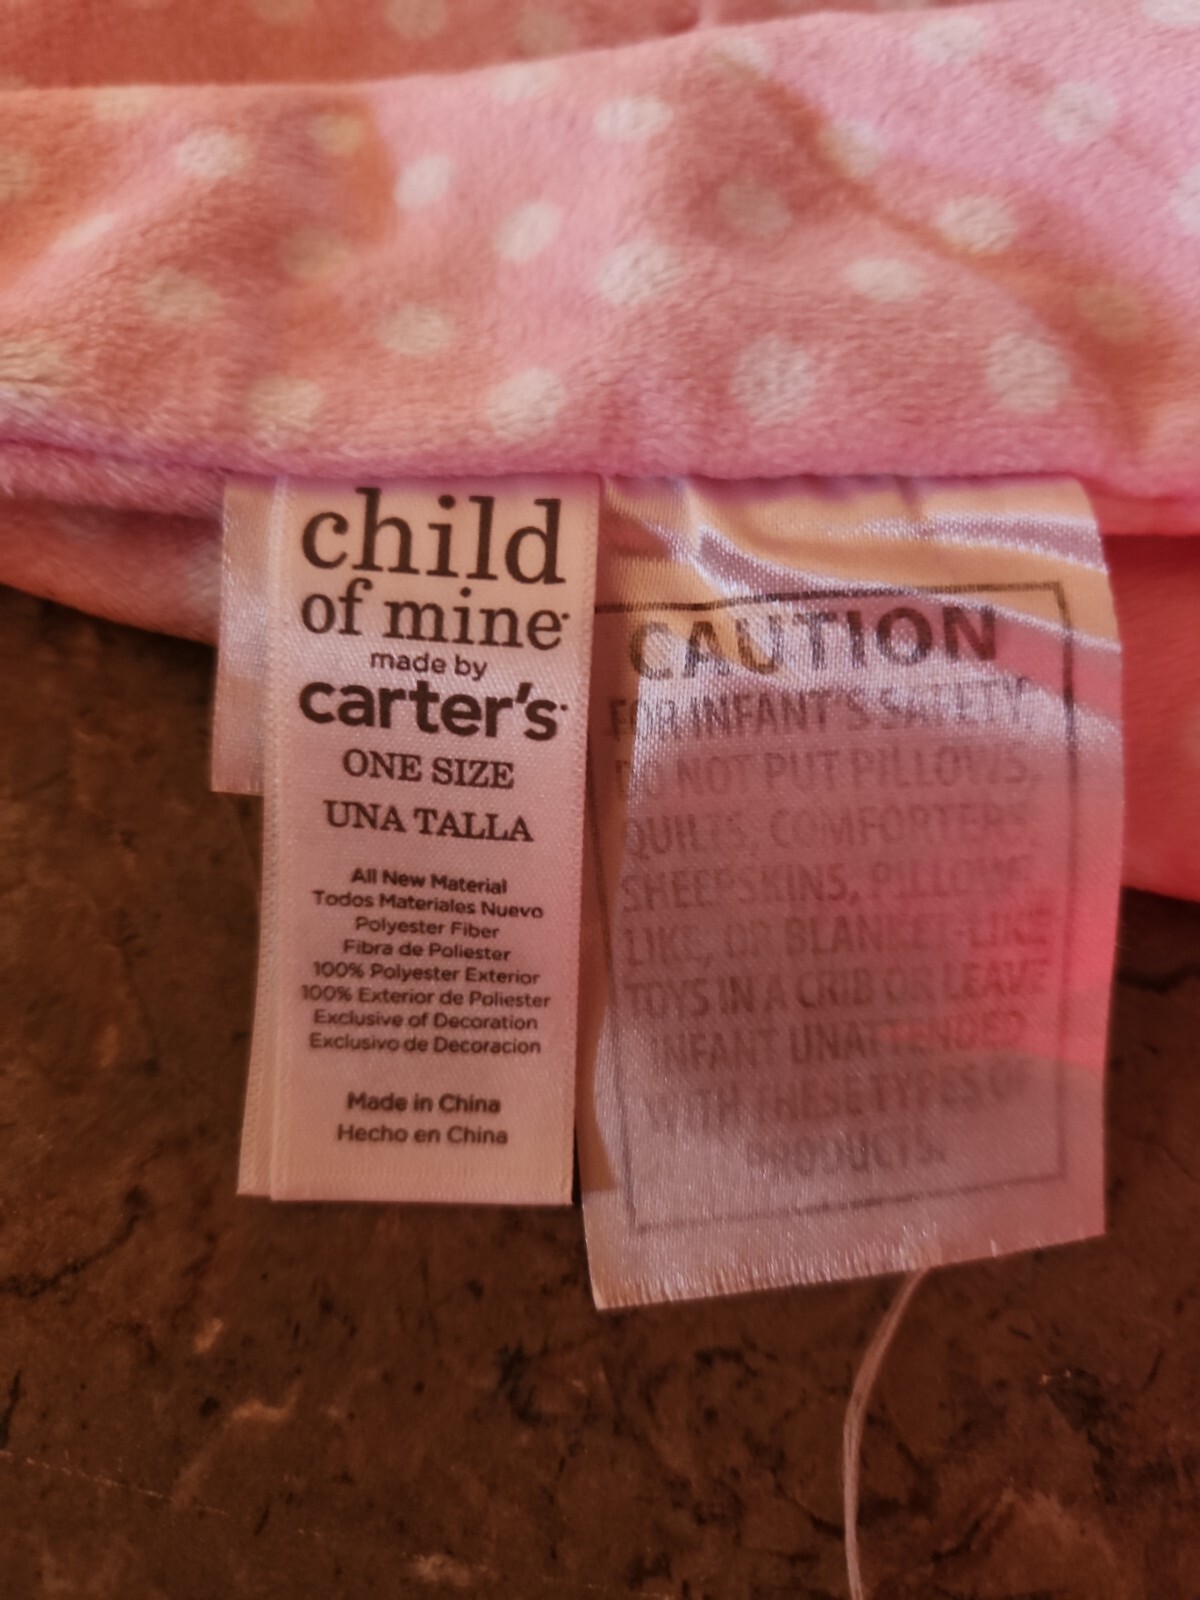 child
of mine
made by
carter's
ONE SIZE
UNA TALLA
All New Material
Todos Materiales Nuevo
Polyester Fiber
Fibra de Poliester
100% Polyester Exterior
100% Exterior de Poliester
Exclusive of Decoration
Exclusivo de Decoracion
Made in China
Hecho en China
CAUTION
FOR INFANT'S SAFETY,
DO NOT PUT PILLOWS,
QUILTS, COMFORTERS,
SHEEPSKINS, PILLOW-
LIKE, OR BLANKET-LIKE
TOYS IN A CRIB OR LEAVE
INFANT UNATTENDED
WITH THESE TYPES OF
PRODUCTS.